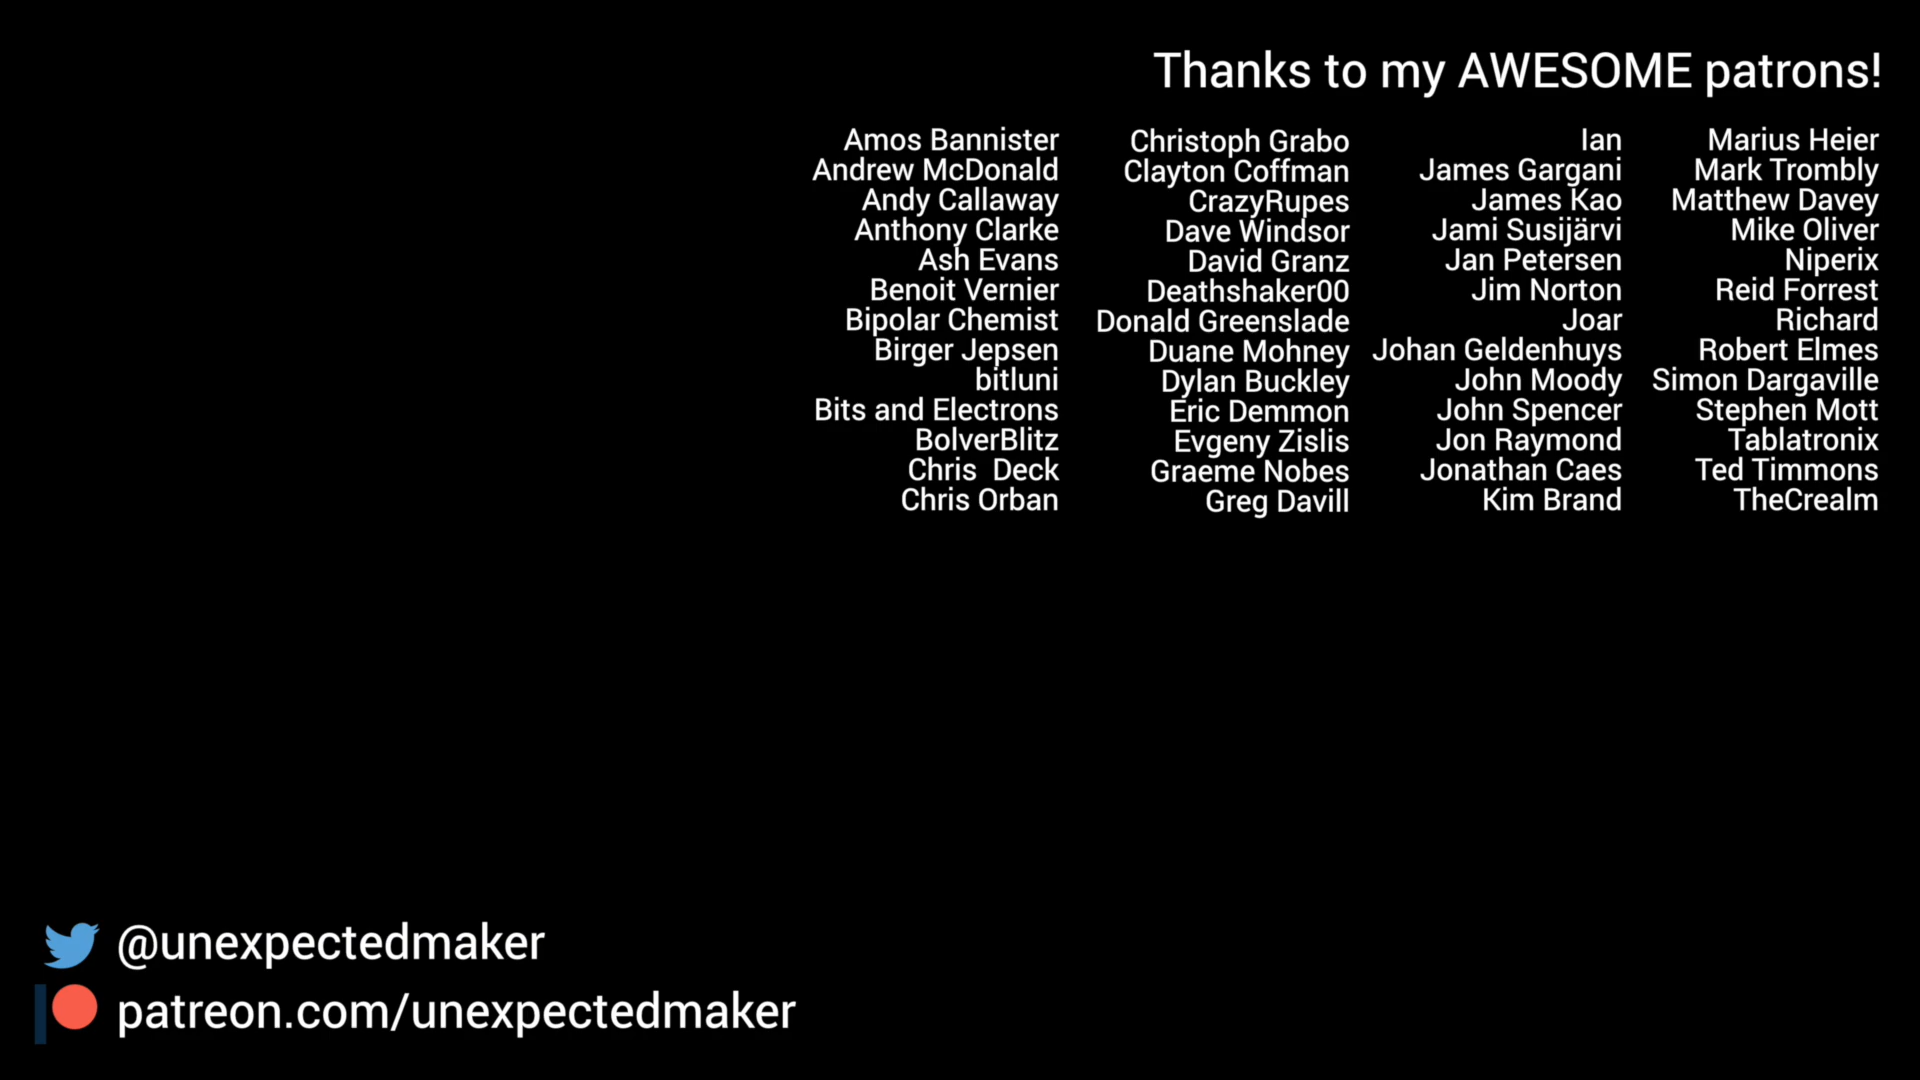 Thanks to my AWESOME patrons!
Amos Bannister
Andrew McDonald
Andy Callaway
Anthony Clarke
Ash Evans
Benoit Vernier
Bipolar Chemist
Birger Jepsen
bitluni
Bits and Electrons
BolverBlitz
Chris  Deck
Chris Orban
Christoph Grabo
Clayton Coffman
CrazyRupes
Dave Windsor
David Granz
Deathshaker00
Donald Greenslade
Duane Mohney
Dylan Buckley
Eric Demmon
Evgeny Zislis
Graeme Nobes
Greg Davill
Ian
James Gargani
James Kao
Jami Susijärvi
Jan Petersen
Jim Norton
Joar
Johan Geldenhuys
John Moody
John Spencer
Jon Raymond
Jonathan Caes
Kim Brand
Marius Heier
Mark Trombly
Matthew Davey
Mike Oliver
Niperix
Reid Forrest
Richard
Robert Elmes
Simon Dargaville
Stephen Mott
Tablatronix
Ted Timmons
TheCrealm
@unexpectedmaker
patreon.com/unexpectedmaker